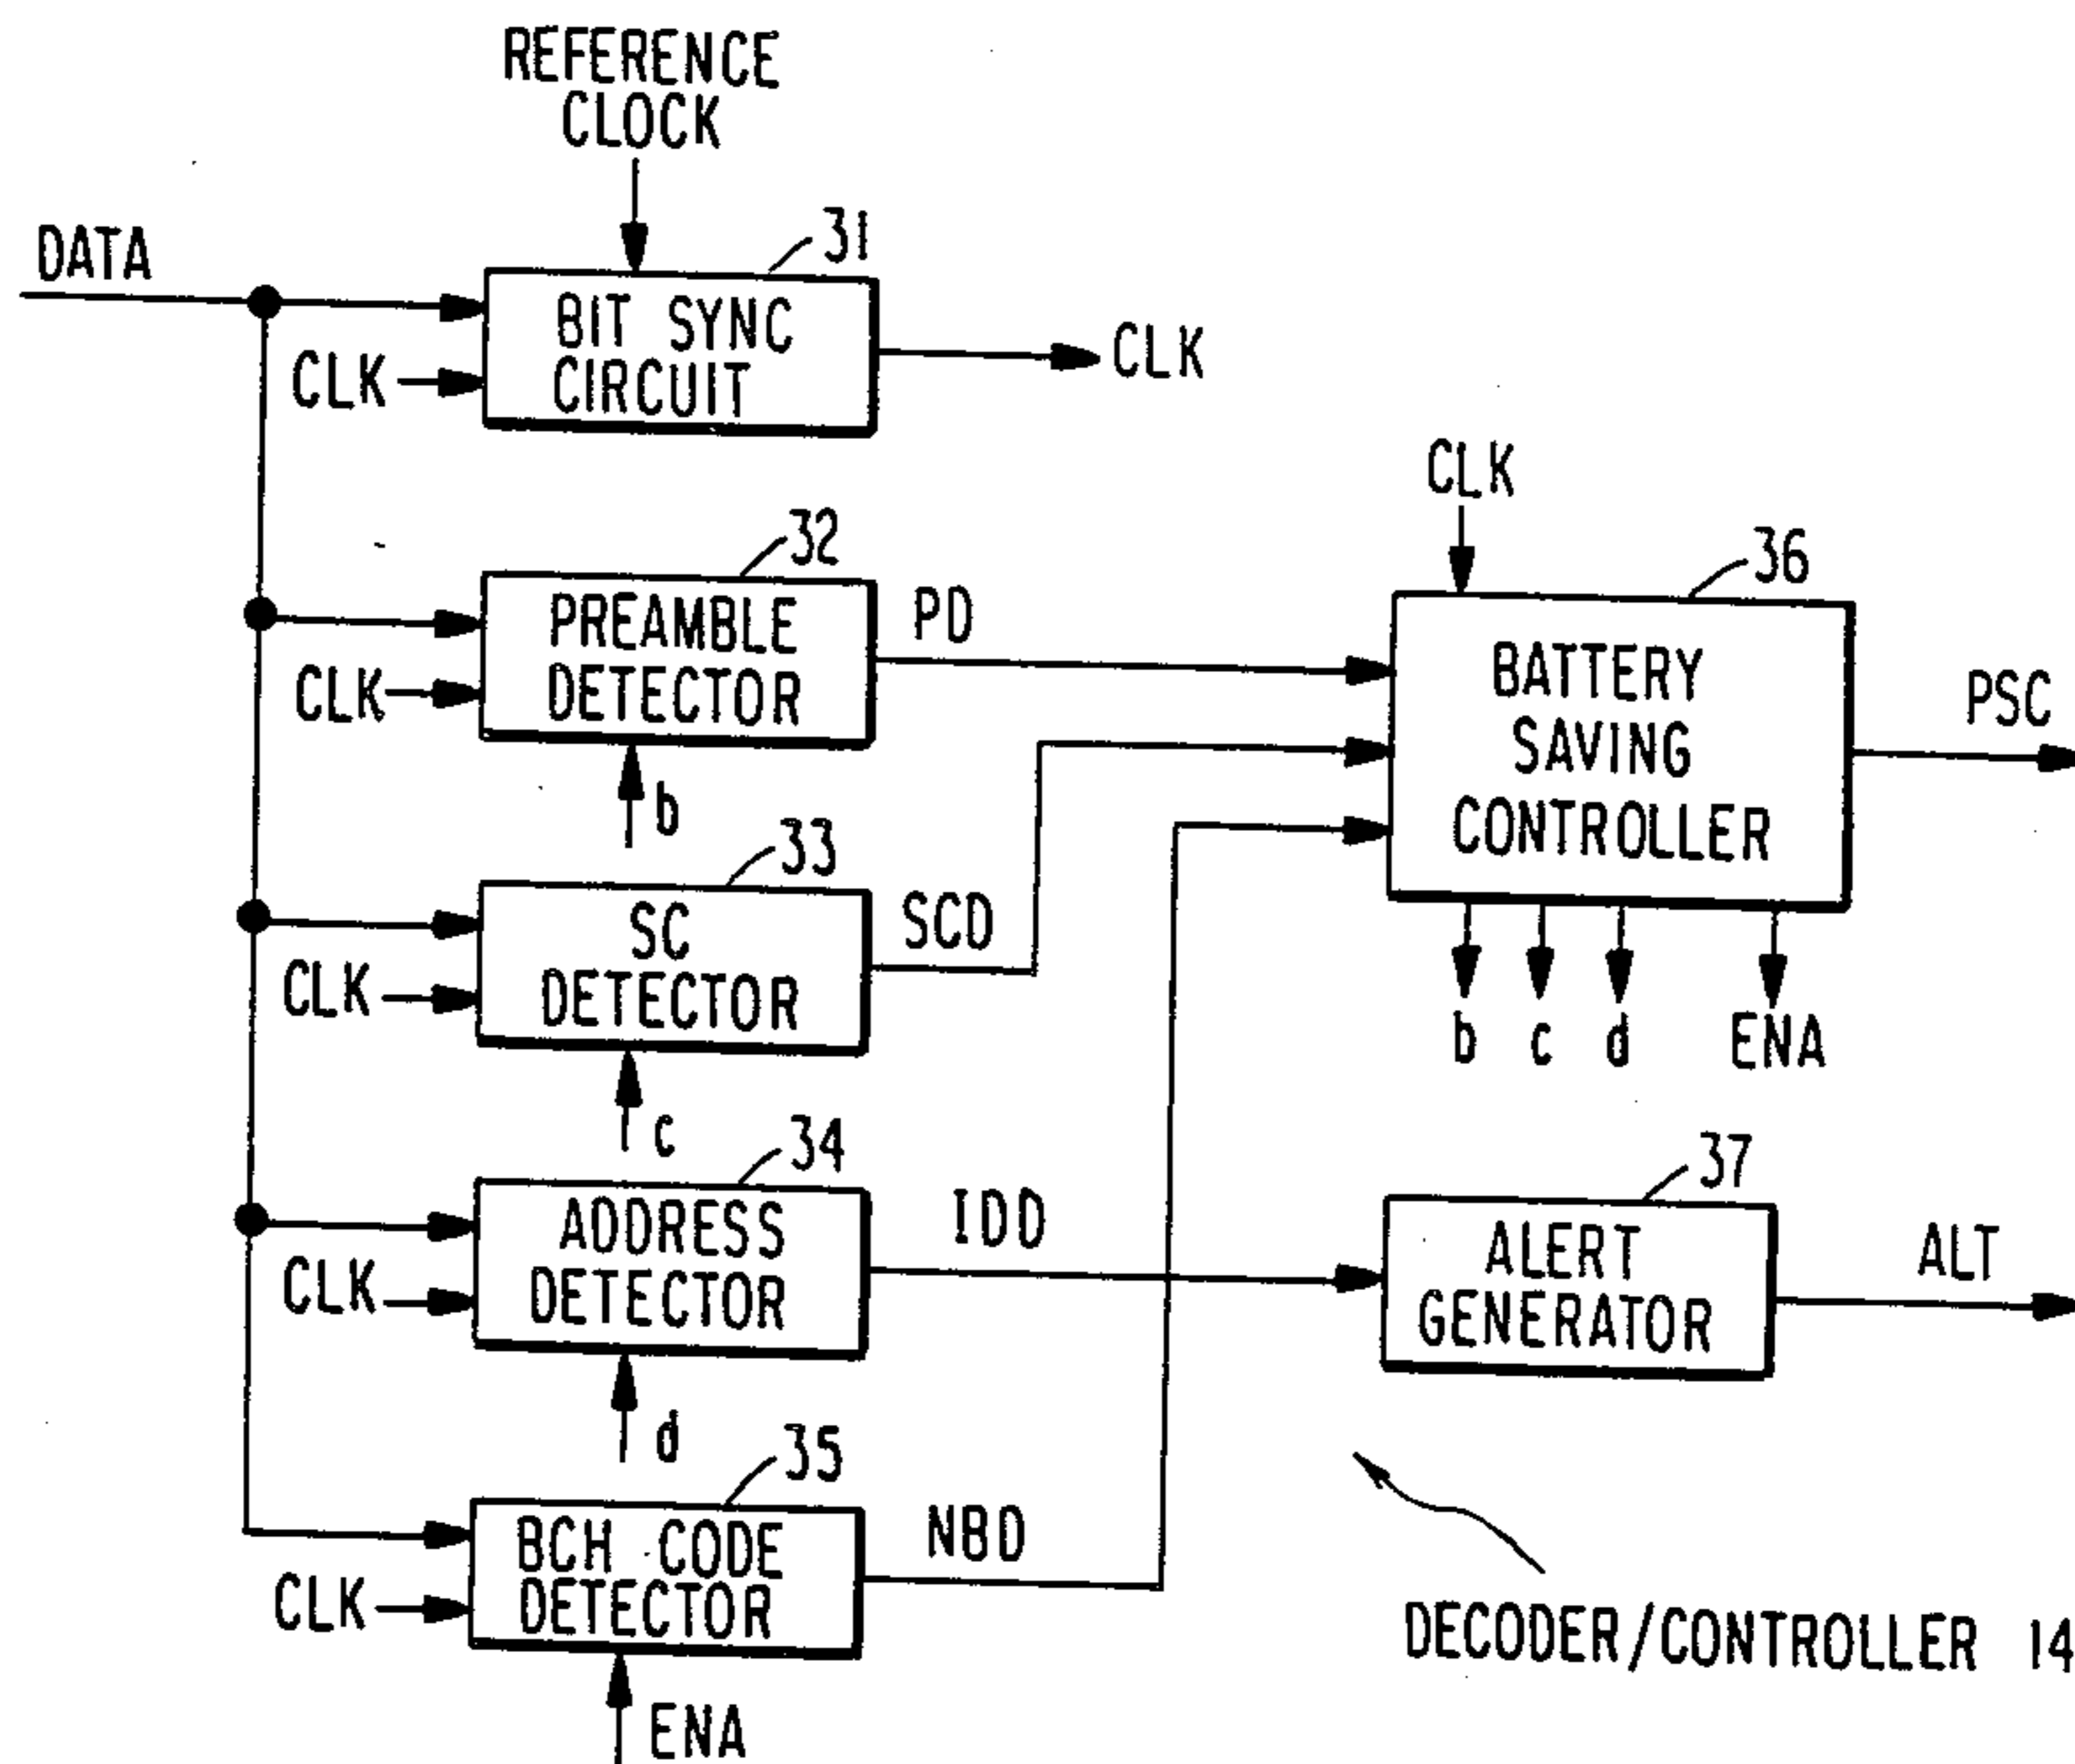 REFERENCE
CLOCK
DATA
31
BIT SYNC
CIRCUIT
CLK
CLK
32
PREAMBLE
DETECTOR
CLK
b
PD
33
SC
DETECTOR
CLK
c
SCD
34
ADDRESS
DETECTOR
CLK
d
IDD
35
BCH CODE
DETECTOR
CLK
ENA
NBD
CLK
36
BATTERY
SAVING
CONTROLLER
PSC
b c d ENA
37
ALERT
GENERATOR
ALT
DECODER/CONTROLLER 14